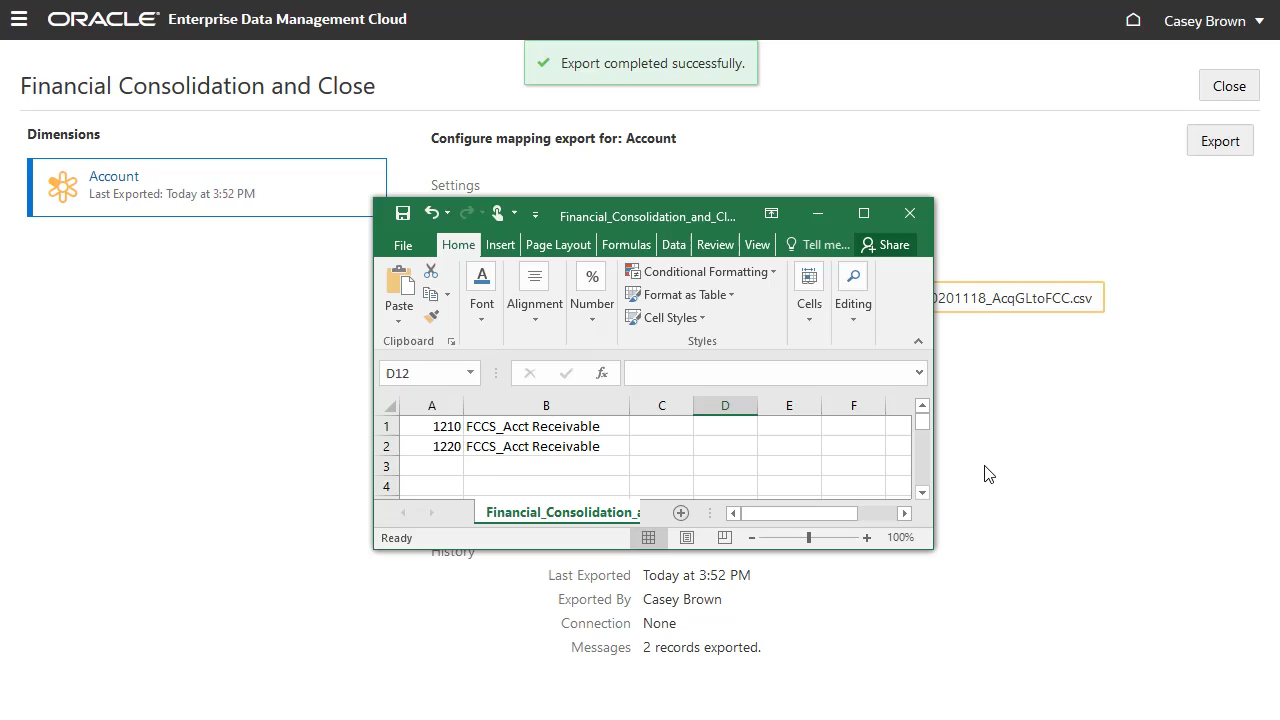 ORACLE Enterprise Data Management Cloud
Casey Brown
Export completed successfully.
Financial Consolidation and Close
Close
Dimensions
Configure mapping export for: Account
Export
Account
Last Exported: Today at 3:52 PM
Settings
Financial_Consolidation_and_Cl...
File Home Insert Page Layout Formulas Data Review View Tell me... Share
Paste
Clipboard
Font
Alignment
%
Number
Conditional Formatting
Format as Table
Cell Styles
Styles
Cells
Editing
0201118_AcqGLtoFCC.csv
D12
fx
A B C D E F
1 1210 FCCS_Acct Receivable
2 1220 FCCS_Acct Receivable
3
4
Financial_Consolidation_a
Ready
100%
History
Last Exported Today at 3:52 PM
Exported By Casey Brown
Connection None
Messages 2 records exported.